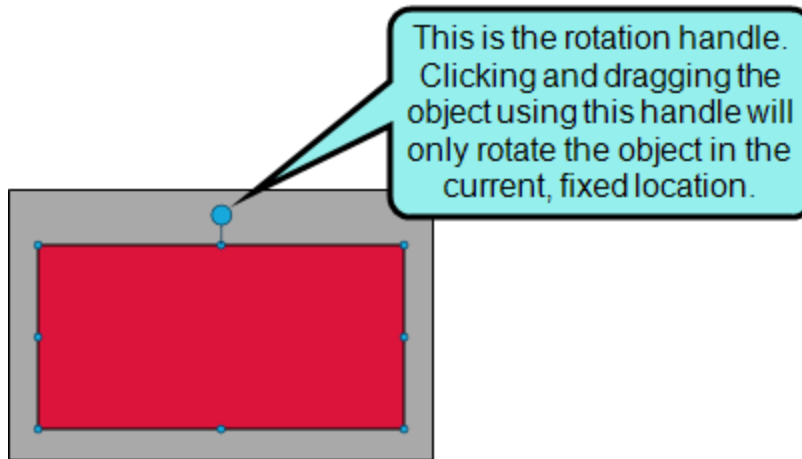 This is the rotation handle.
Clicking and dragging the
object using this handle will
only rotate the object in the
current, fixed location.